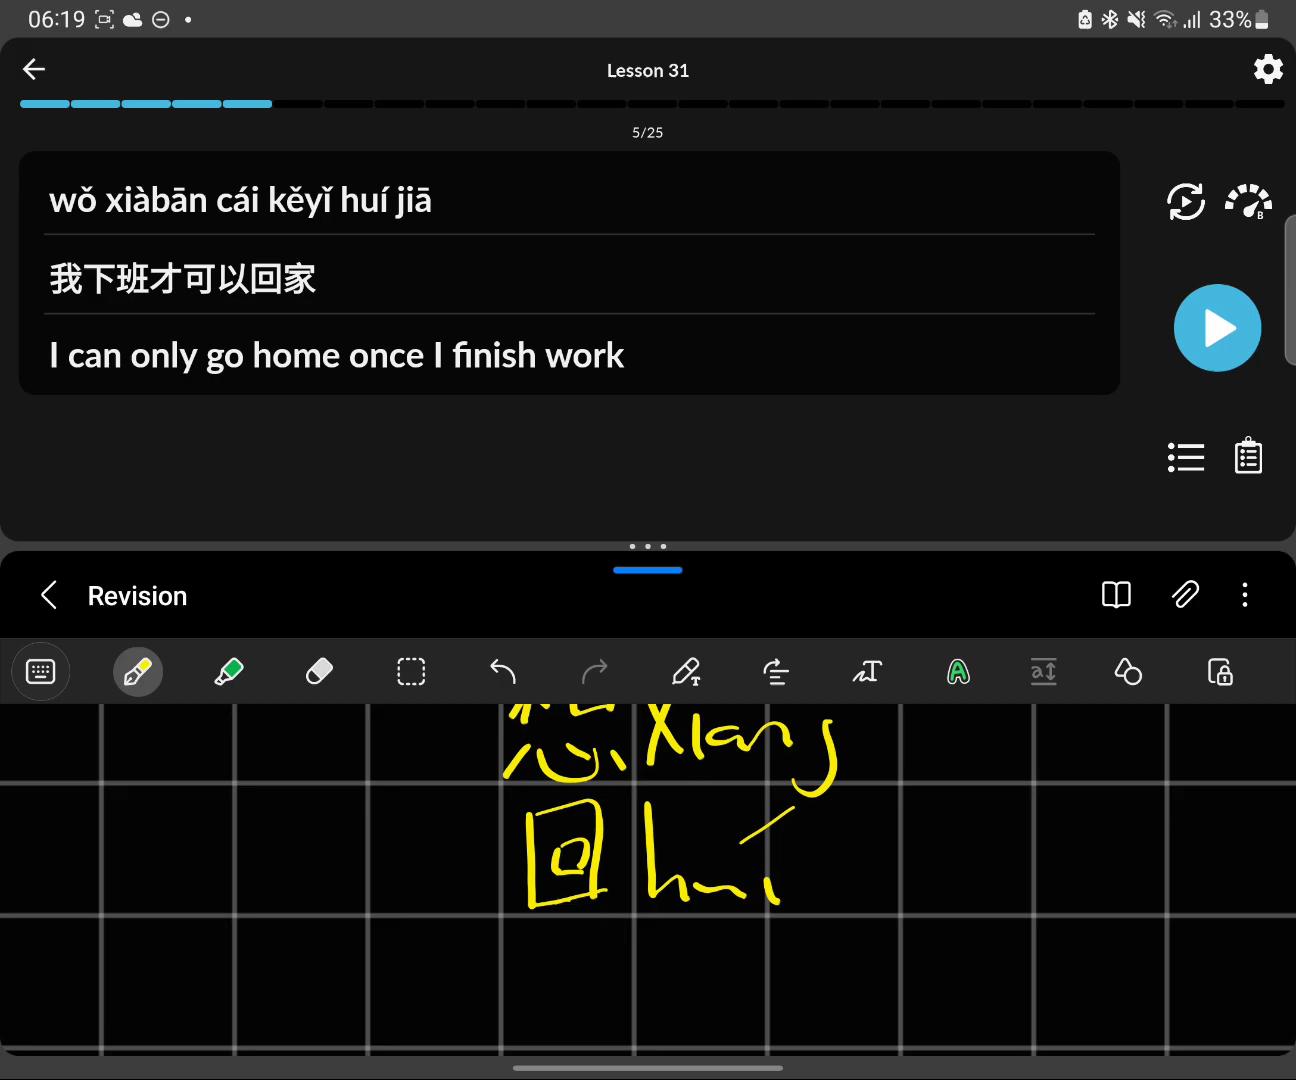 06:19
33%
Lesson 31
5/25
wǒ xiàbān cái kěyǐ huí jiā
我下班才可以回家
I can only go home once I finish work
Revision
想 xiang
回 huí